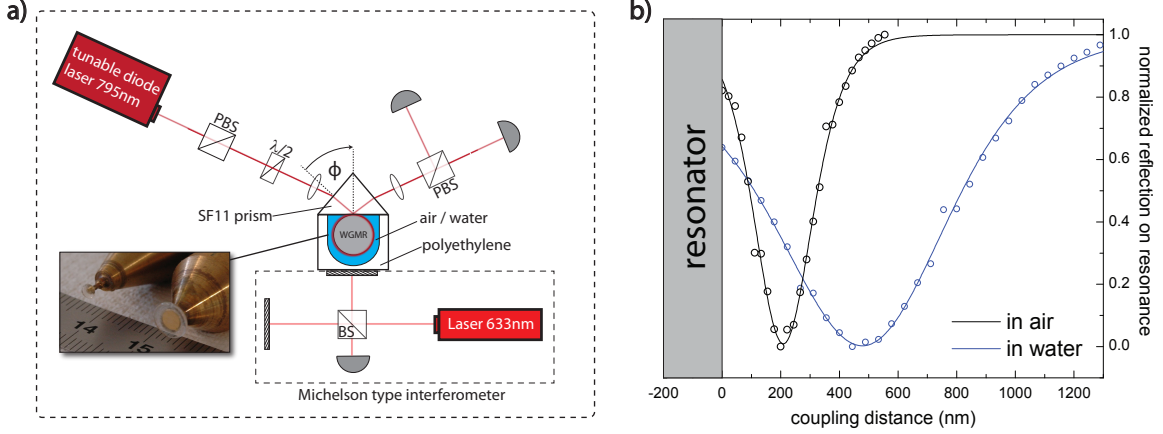 a)
tunable diode
laser 795nm
PBS
λ/2
ϕ
PBS
SF11 prism
air / water
WGMR
polyethylene
14
15
BS
Laser 633nm
Michelson type interferometer
b)
resonator
in air
in water
1.0
0.8
0.6
0.4
0.2
0.0
normalized reflection on resonance
-200 0 200 400 600 800 1000 1200
coupling distance (nm)